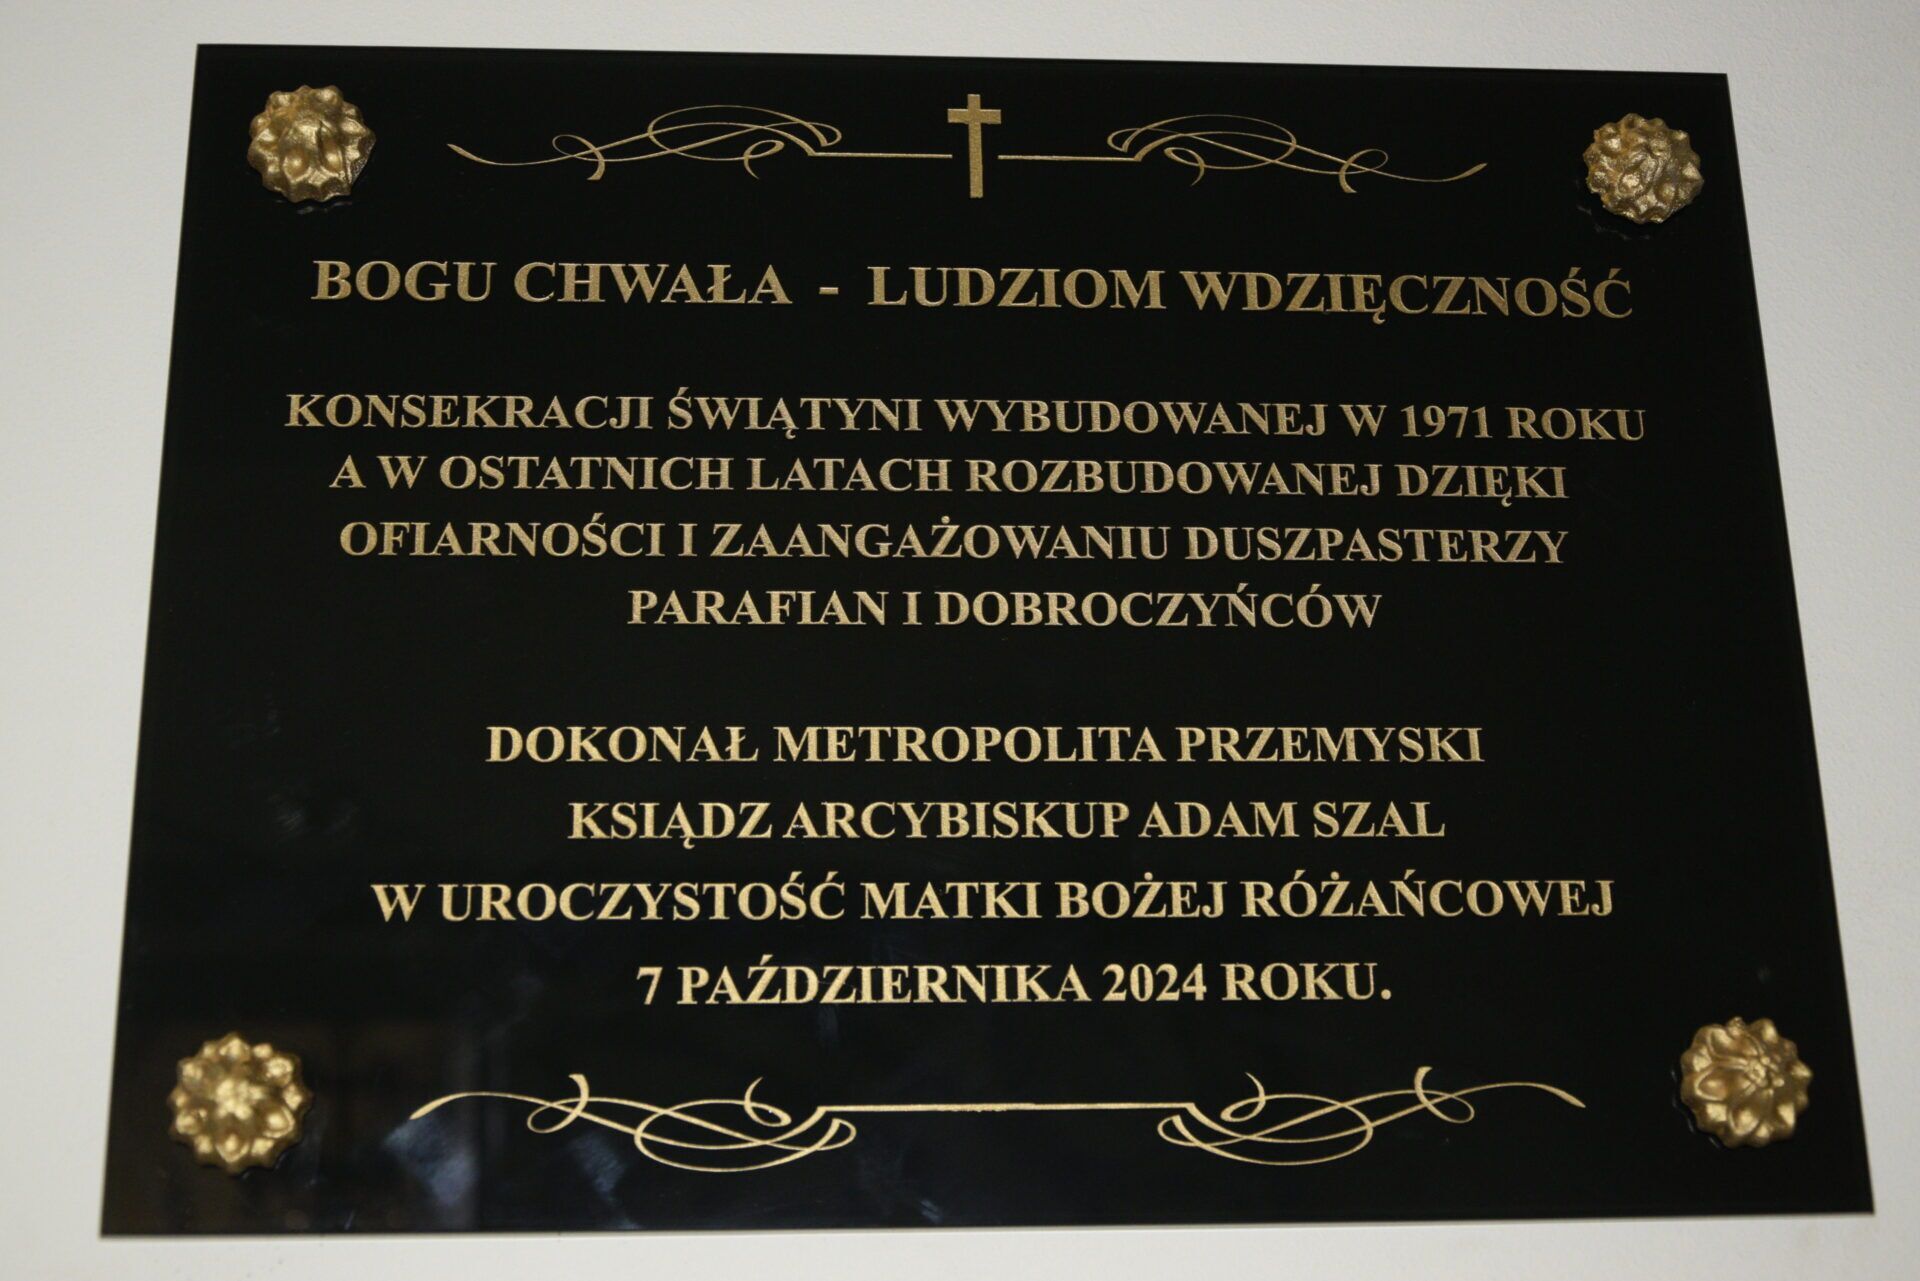 BOGU CHWAŁA - LUDZIOM WDZIĘCZNOŚĆ
KONSEKRACJI ŚWIĄTYNI WYBUDOWANEJ W 1971 ROKU
A W OSTATNICH LATACH ROZBUDOWANEJ DZIĘKI
OFIARNOŚCI I ZAANGAŻOWANIU DUSZPASTERZY
PARAFIAN I DOBROCZYŃCÓW
DOKONAŁ METROPOLITA PRZEMYSKI
KSIĄDZ ARCYBISKUP ADAM SZAL
W UROCZYSTOŚĆ MATKI BOŻEJ RÓŻAŃCOWEJ
7 PAŹDZIERNIKA 2024 ROKU.